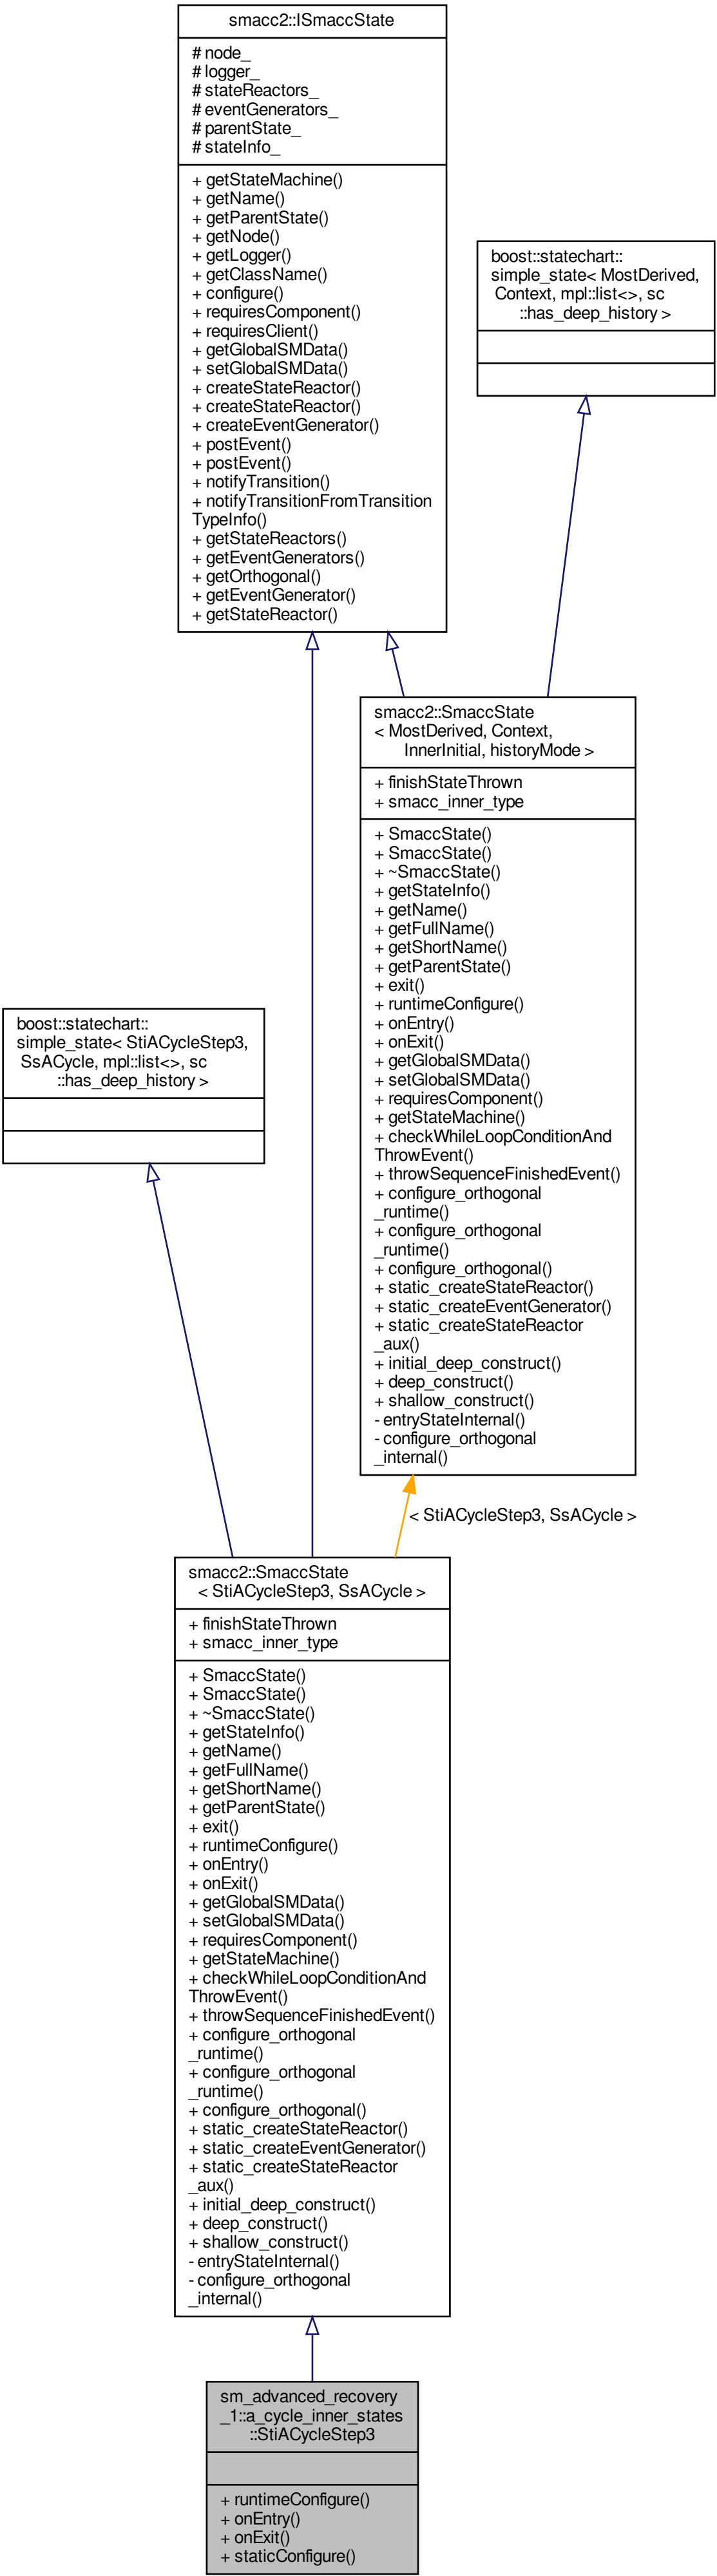 smacc2::ISmaccState
# node_
# logger_
# stateReactors_
# eventGenerators_
# parentState_
# stateInfo_
+ getStateMachine()
+ getName()
+ getParentState()
+ getNode()
+ getLogger()
+ getClassName()
+ configure()
+ requiresComponent()
+ requiresClient()
+ getGlobalSMData()
+ setGlobalSMData()
+ createStateReactor()
+ createStateReactor()
+ createEventGenerator()
+ postEvent()
+ postEvent()
+ notifyTransition()
+ notifyTransitionFromTransition
TypeInfo()
+ getStateReactors()
+ getEventGenerators()
+ getOrthogonal()
+ getEventGenerator()
+ getStateReactor()
boost::statechart::
simple_state< MostDerived,
Context, mpl::list<>, sc
::has_deep_history >
smacc2::SmaccState
< MostDerived, Context,
InnerInitial, historyMode >
+ finishStateThrown
+ smacc_inner_type
+ SmaccState()
+ SmaccState()
+ ~SmaccState()
+ getStateInfo()
+ getName()
+ getFullName()
+ getShortName()
+ getParentState()
+ exit()
+ runtimeConfigure()
+ onEntry()
+ onExit()
+ getGlobalSMData()
+ setGlobalSMData()
+ requiresComponent()
+ getStateMachine()
+ checkWhileLoopConditionAnd
ThrowEvent()
+ throwSequenceFinishedEvent()
+ configure_orthogonal
_runtime()
+ configure_orthogonal
_runtime()
+ configure_orthogonal()
+ static_createStateReactor()
+ static_createEventGenerator()
+ static_createStateReactor
_aux()
+ initial_deep_construct()
+ deep_construct()
+ shallow_construct()
- entryStateInternal()
- configure_orthogonal
_internal()
boost::statechart::
simple_state< StiACycleStep3,
SsACycle, mpl::list<>, sc
::has_deep_history >
< StiACycleStep3, SsACycle >
smacc2::SmaccState
< StiACycleStep3, SsACycle >
+ finishStateThrown
+ smacc_inner_type
+ SmaccState()
+ SmaccState()
+ ~SmaccState()
+ getStateInfo()
+ getName()
+ getFullName()
+ getShortName()
+ getParentState()
+ exit()
+ runtimeConfigure()
+ onEntry()
+ onExit()
+ getGlobalSMData()
+ setGlobalSMData()
+ requiresComponent()
+ getStateMachine()
+ checkWhileLoopConditionAnd
ThrowEvent()
+ throwSequenceFinishedEvent()
+ configure_orthogonal
_runtime()
+ configure_orthogonal
_runtime()
+ configure_orthogonal()
+ static_createStateReactor()
+ static_createEventGenerator()
+ static_createStateReactor
_aux()
+ initial_deep_construct()
+ deep_construct()
+ shallow_construct()
- entryStateInternal()
- configure_orthogonal
_internal()
sm_advanced_recovery
_1::a_cycle_inner_states
::StiACycleStep3
+ runtimeConfigure()
+ onEntry()
+ onExit()
+ staticConfigure()